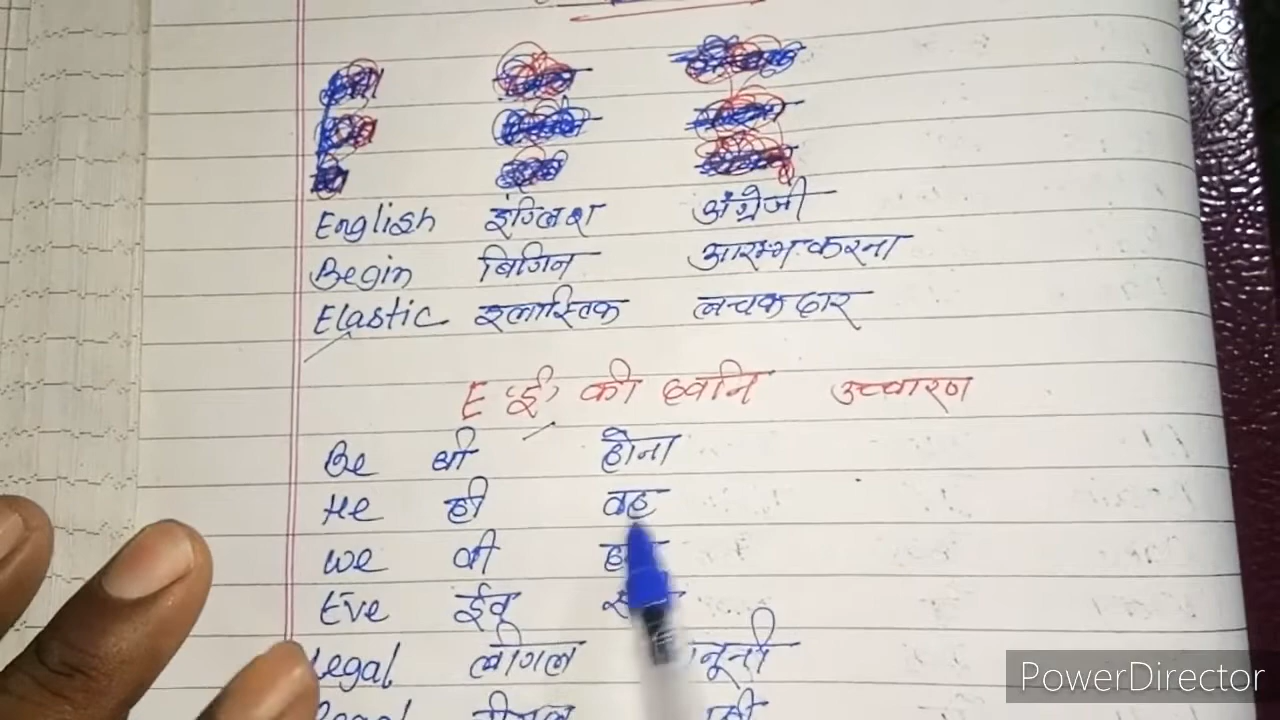 English इंग्लिश अंग्रेजी
Begin बिगिन आरम्भ करना
Elastic इलास्टिक लचकदार
E 'ई' की ध्वनि उच्चारण
Be बी होना
He ही वह
We वी
Eve ईव
Legal लीगल
PowerDirector